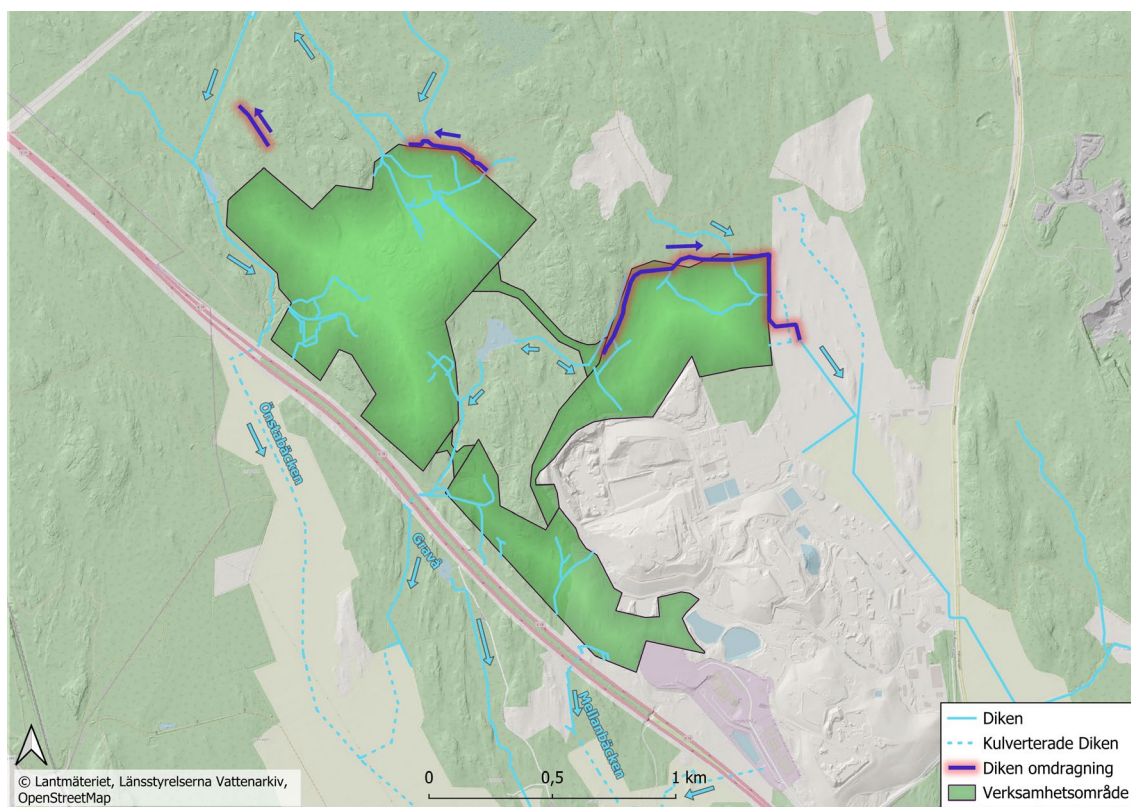 Önstabäcken
Gravå
Mellanbäcken
Diken
Kulverterade Diken
Diken omdragning
Verksamhetsområde
0 0,5 1 km
© Lantmäteriet, Länsstyrelserna Vattenarkiv,
OpenStreetMap